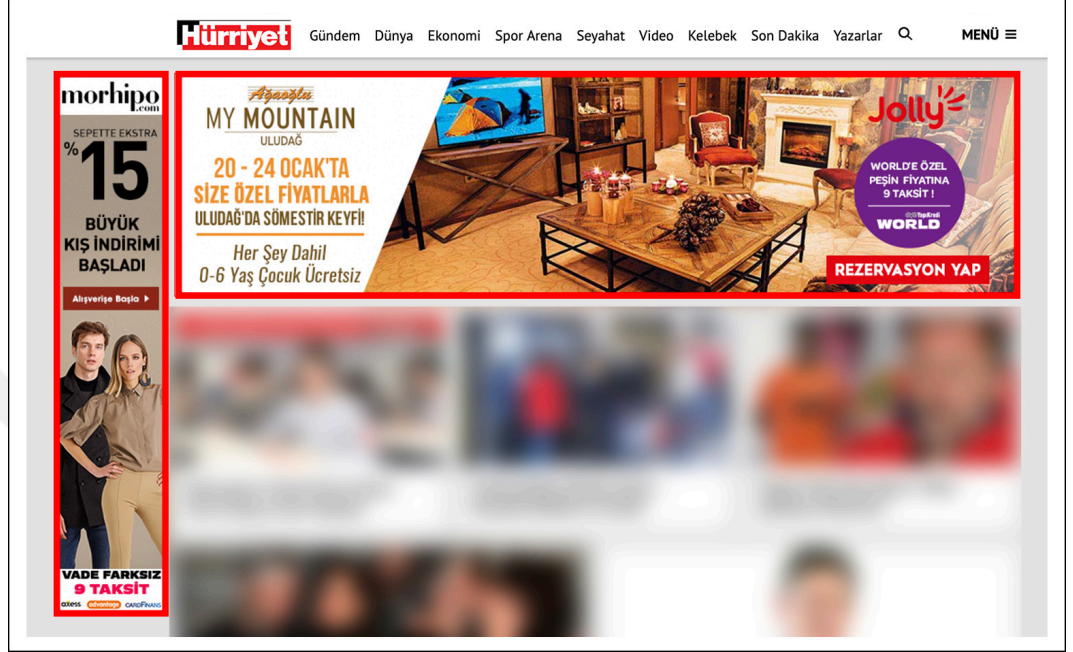 Hürriyet
Gündem Dünya Ekonomi Spor Arena Seyahat Video Kelebek Son Dakika Yazarlar MENÜ
morhipo
.com
SEPETTE EKSTRA
%15
BÜYÜK
KIŞ İNDİRİMİ
BAŞLADI
Alışverişe Başla
VADE FARKSIZ
9 TAKSİT
axess advantage CARDFINANS
Ağaoğlu
MY MOUNTAIN
ULUDAĞ
20 - 24 OCAK'TA
SİZE ÖZEL FİYATLARLA
ULUDAĞ'DA SÖMESTİR KEYFİ!
Her Şey Dahil
0-6 Yaş Çocuk Ücretsiz
Jolly
WORLD'E ÖZEL
PEŞİN FİYATINA
9 TAKSİT !
YapıKredi
WORLD
REZERVASYON YAP